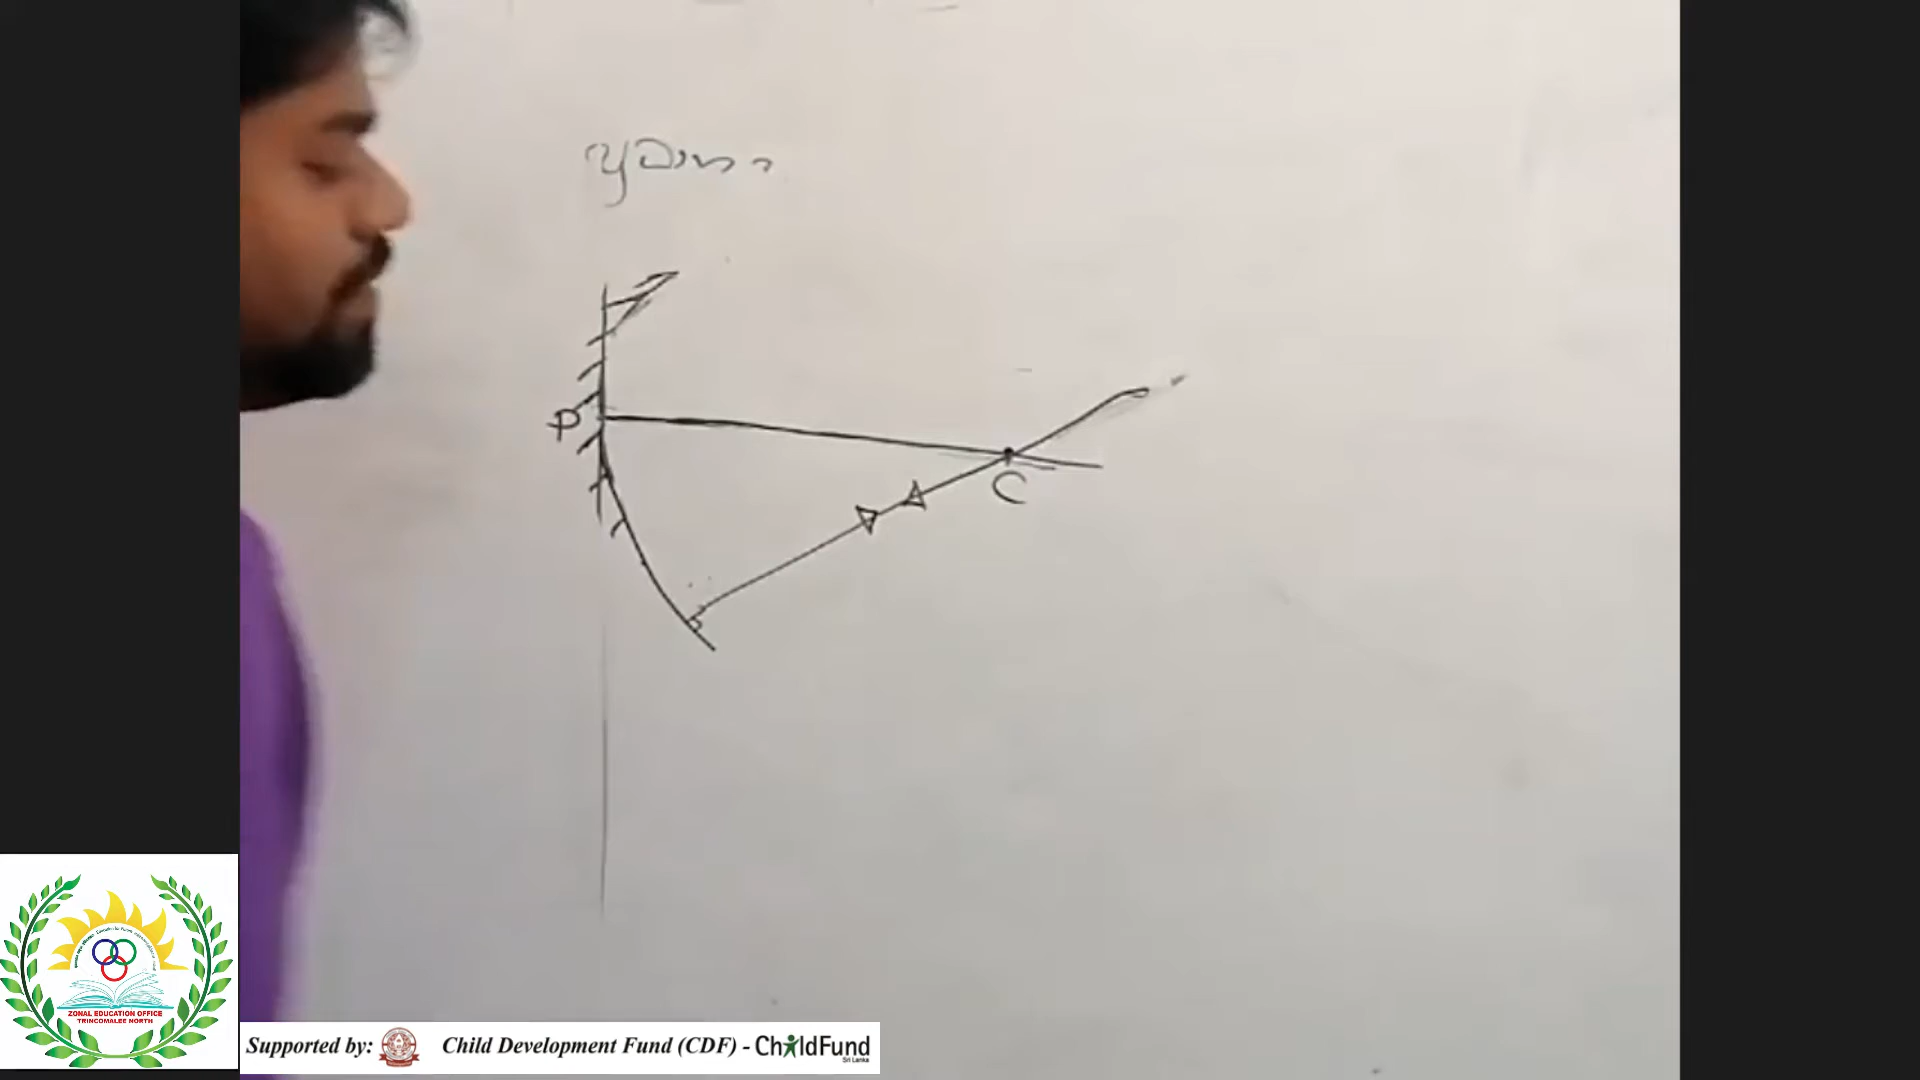 P
C
ZONAL EDUCATION OFFICE
TRINCOMALEE NORTH
Supported by:
Child Development Fund (CDF) - ChildFund
Sri Lanka